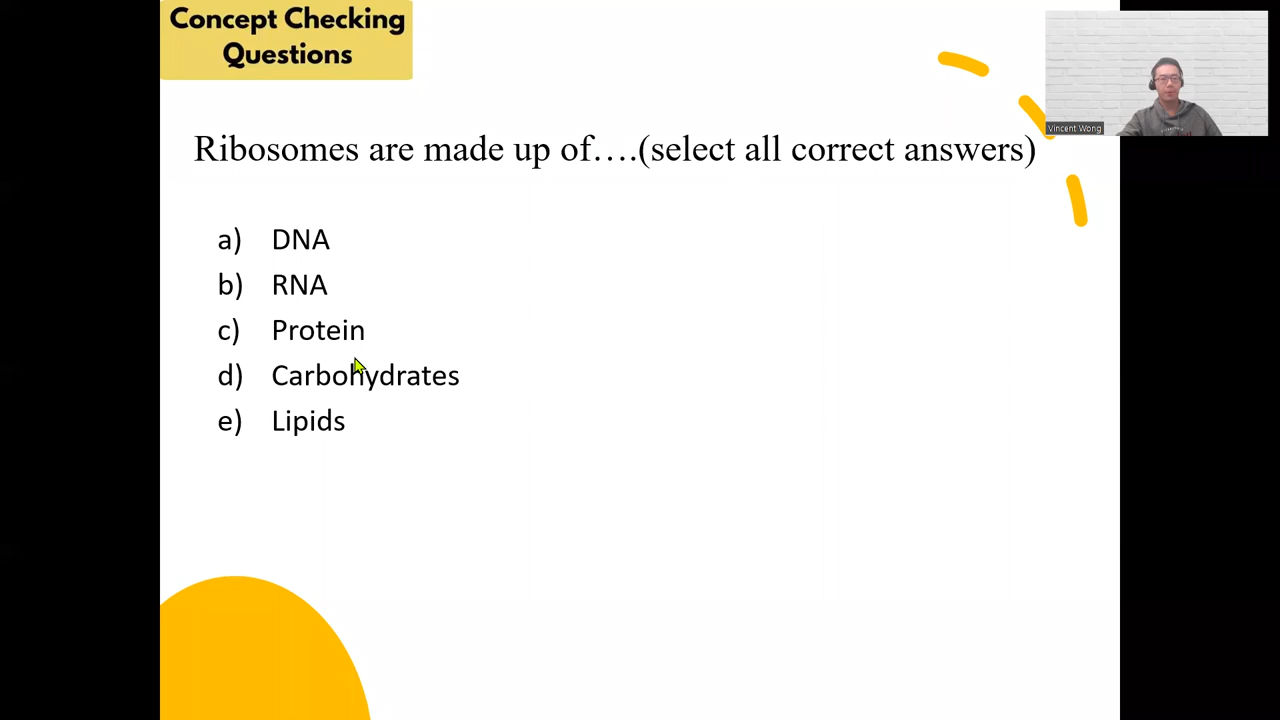 Concept Checking
Questions
Vincent Wong
Ribosomes are made up of….(select all correct answers)
a) DNA
b) RNA
c) Protein
d) Carbohydrates
e) Lipids